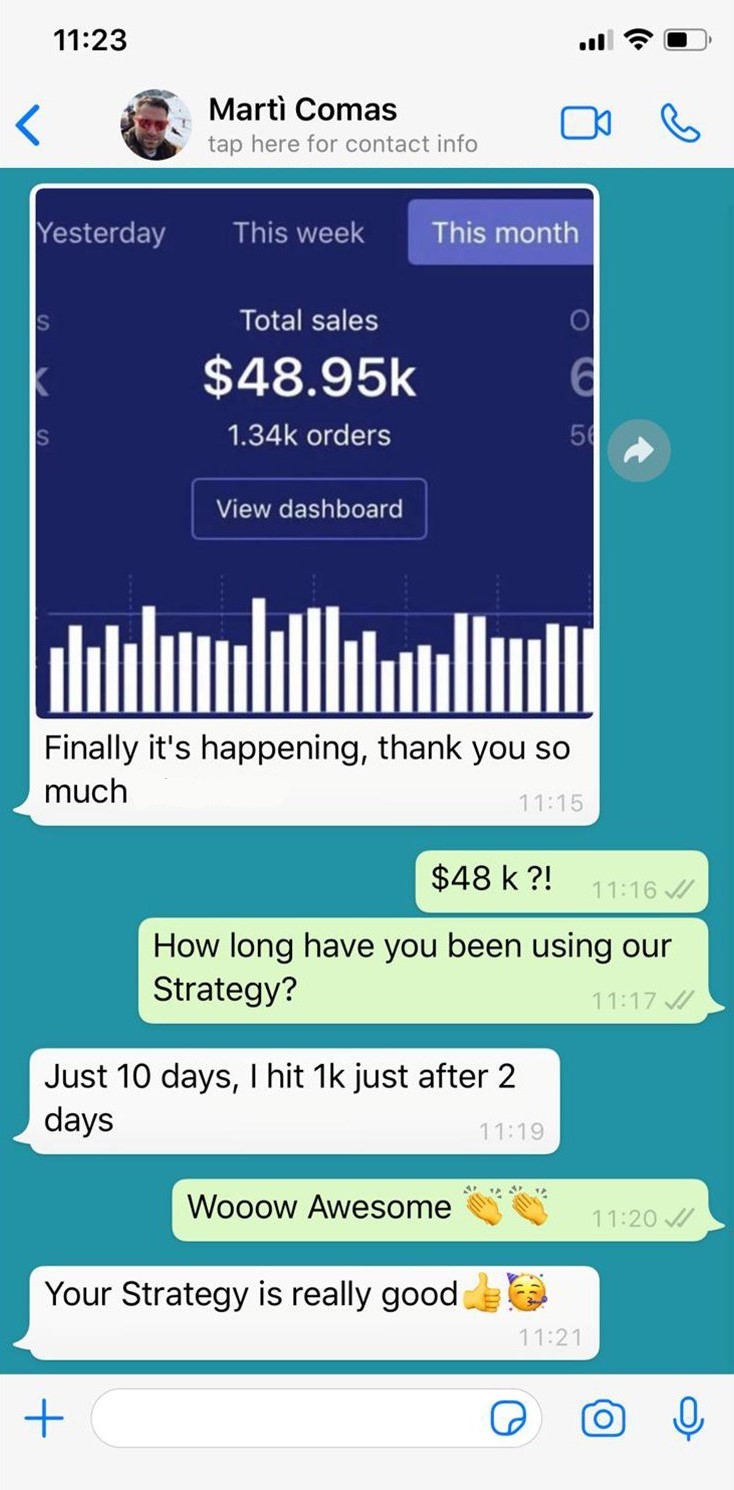 11:23
Martì Comas
tap here for contact info
Yesterday This week This month
Total sales
$48.95k
1.34k orders
View dashboard
Finally it's happening, thank you so
much
11:15
$48 k ?!
11:16
How long have you been using our
Strategy?
11:17
Just 10 days, I hit 1k just after 2
days
11:19
Wooow Awesome 👏👏
11:20
Your Strategy is really good👍🥳
11:21